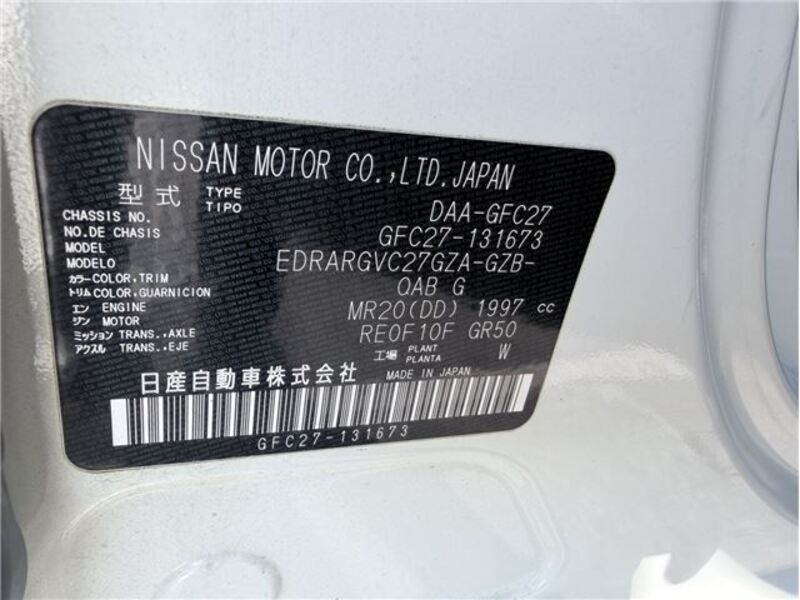 NISSAN MOTOR CO.,LTD.JAPAN
型式 TYPE TIPO DAA-GFC27
CHASSIS NO.
NO.DE CHASIS GFC27-131673
MODEL
MODELO EDRARGVC27GZA-GZB-
カラー COLOR,TRIM
トリム COLOR,GUARNICION QAB G
エン ENGINE
ジン MOTOR MR20(DD) 1997 cc
ミッション TRANS.,AXLE
アクスル TRANS.,EJE RE0F10F GR50
工場 PLANT PLANTA W
日産自動車株式会社 MADE IN JAPAN
GFC27-131673